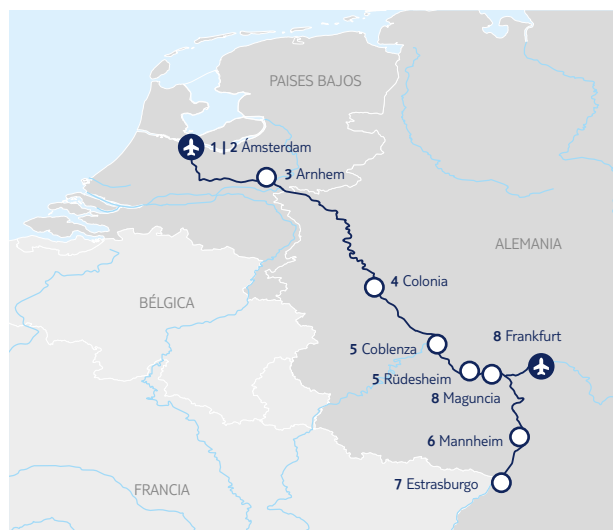 PAISES BAJOS
1 | 2 Ámsterdam
3 Arnhem
ALEMANIA
4 Colonia
BÉLGICA
8 Frankfurt
5 Coblenza
5 Rüdesheim
8 Maguncia
6 Mannheim
7 Estrasburgo
FRANCIA